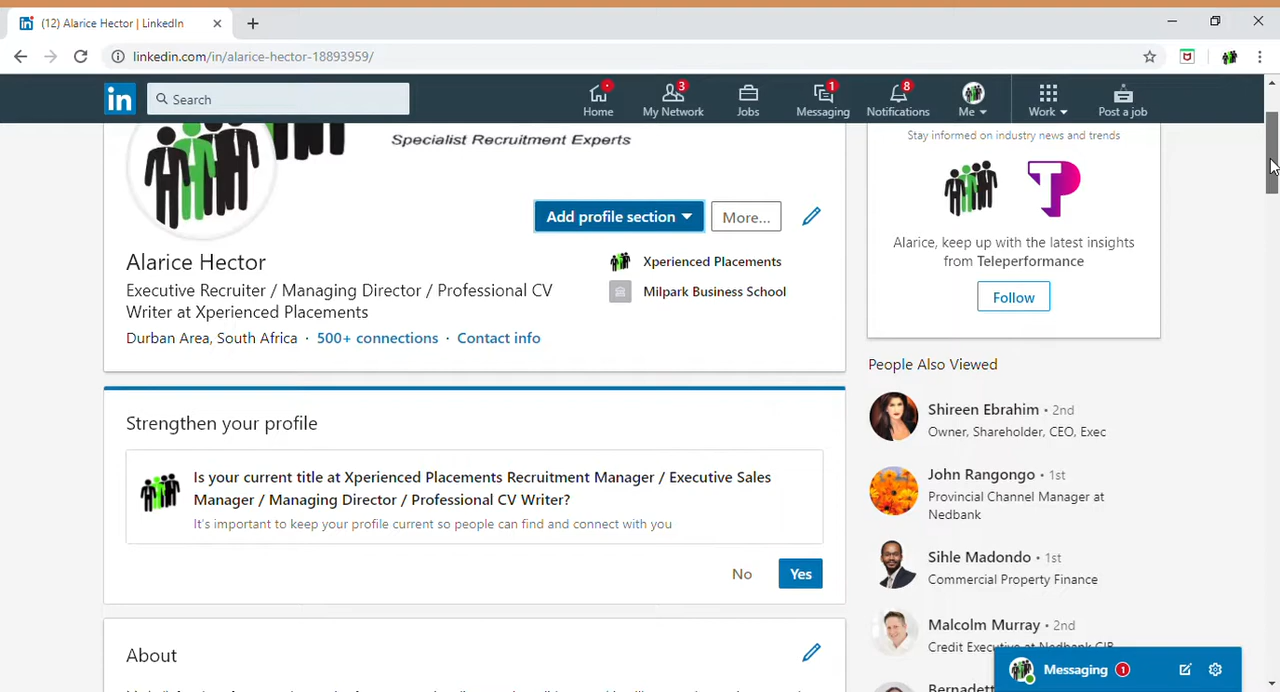 (12) Alarice Hector | LinkedIn
linkedin.com/in/alarice-hector-18893959/
in
Search
Home
3
My Network
Jobs
1
Messaging
8
Notifications
Me
Work
Post a job
Specialist Recruitment Experts
Add profile section
More...
Alarice Hector
Executive Recruiter / Managing Director / Professional CV
Writer at Xperienced Placements
Durban Area, South Africa · 500+ connections · Contact info
Xperienced Placements
Milpark Business School
Strengthen your profile
Is your current title at Xperienced Placements Recruitment Manager / Executive Sales
Manager / Managing Director / Professional CV Writer?
It's important to keep your profile current so people can find and connect with you
No
Yes
About
Stay informed on industry news and trends
Alarice, keep up with the latest insights
from Teleperformance
Follow
People Also Viewed
Shireen Ebrahim • 2nd
Owner, Shareholder, CEO, Exec
John Rangongo • 1st
Provincial Channel Manager at
Nedbank
Sihle Madondo • 1st
Commercial Property Finance
Malcolm Murray • 2nd
Credit Executive at Nedbank CIB
Messaging 1